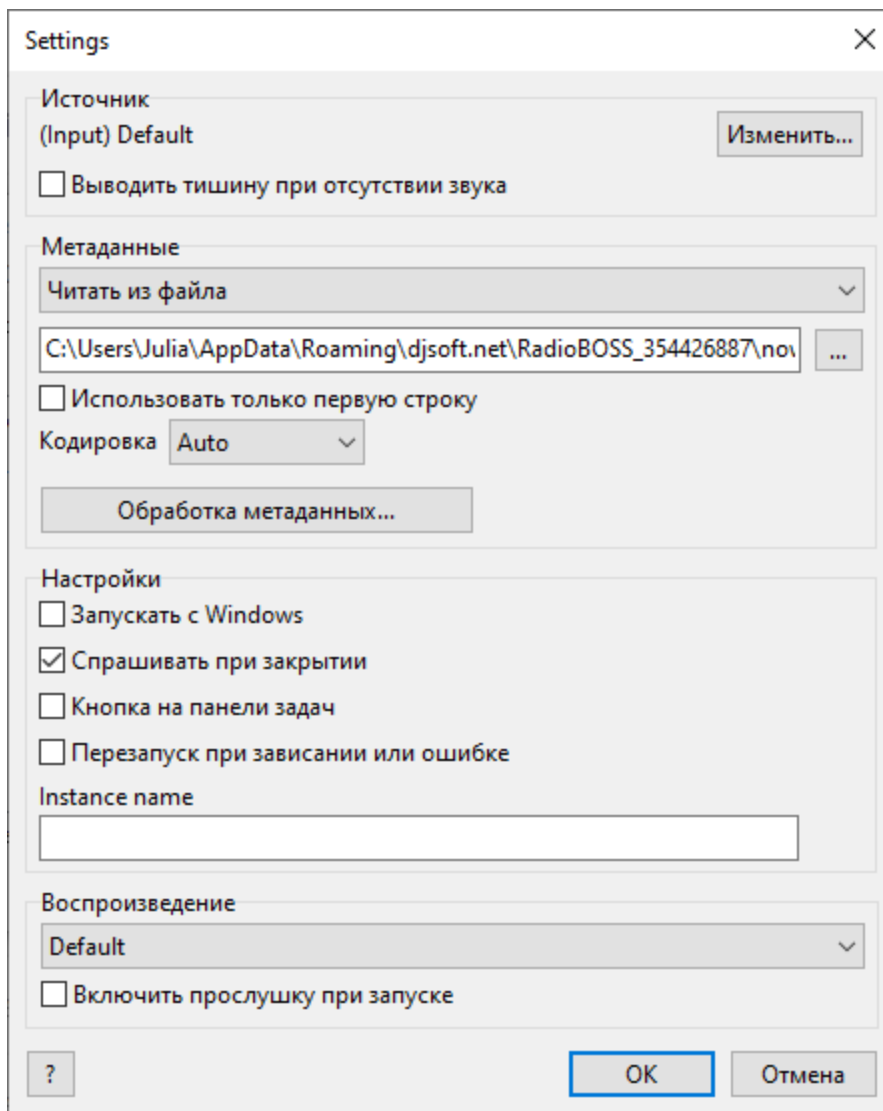 Settings
Источник
(Input) Default
Изменить...
Выводить тишину при отсутствии звука
Метаданные
Читать из файла
C:\Users\Julia\AppData\Roaming\djsoft.net\RadioBOSS_354426887\nov
...
Использовать только первую строку
Кодировка Auto
Обработка метаданных...
Настройки
Запускать с Windows
Спрашивать при закрытии
Кнопка на панели задач
Перезапуск при зависании или ошибке
Instance name
Воспроизведение
Default
Включить прослушку при запуске
? OK Отмена